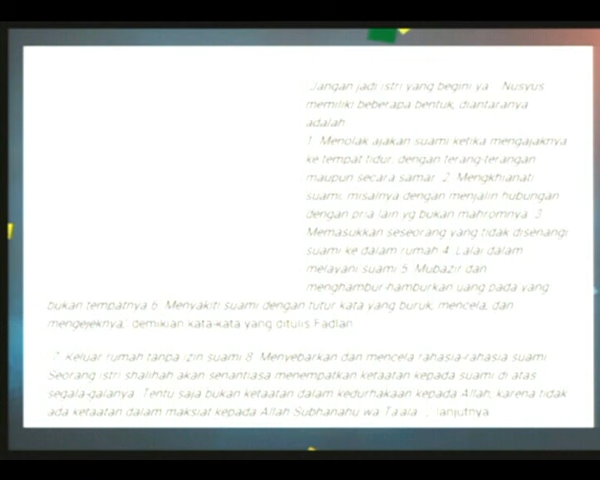 "Jangan jadi istri yang begini ya... Nusyus
memiliki beberapa bentuk, diantaranya
adalah
1. Menolak ajakan suami ketika mengajaknya
ke tempat tidur, dengan terang-terangan
maupun secara samar. 2. Mengkhianati
suami, misalnya dengan menjalin hubungan
dengan pria lain yg bukan mahromnya. 3.
Memasukkan seseorang yang tidak disenangi
suami ke dalam rumah 4. Lalai dalam
melayani suami 5. Mubazir dan
menghambur-hamburkan uang pada yang
bukan tempatnya 6. Menyakiti suami dengan tutur kata yang buruk, mencela, dan
mengejeknya," demikian kata-kata yang ditulis Fadlan.
"7. Keluar rumah tanpa izin suami 8. Menyebarkan dan mencela rahasia-rahasia suami.
Seorang istri shalihah akan senantiasa menempatkan ketaatan kepada suami di atas
segala-galanya. Tentu saja bukan ketaatan dalam kedurhakaan kepada Allah, karena tidak
ada ketaatan dalam maksiat kepada Allah Subhanahu wa Ta'ala...", lanjutnya.